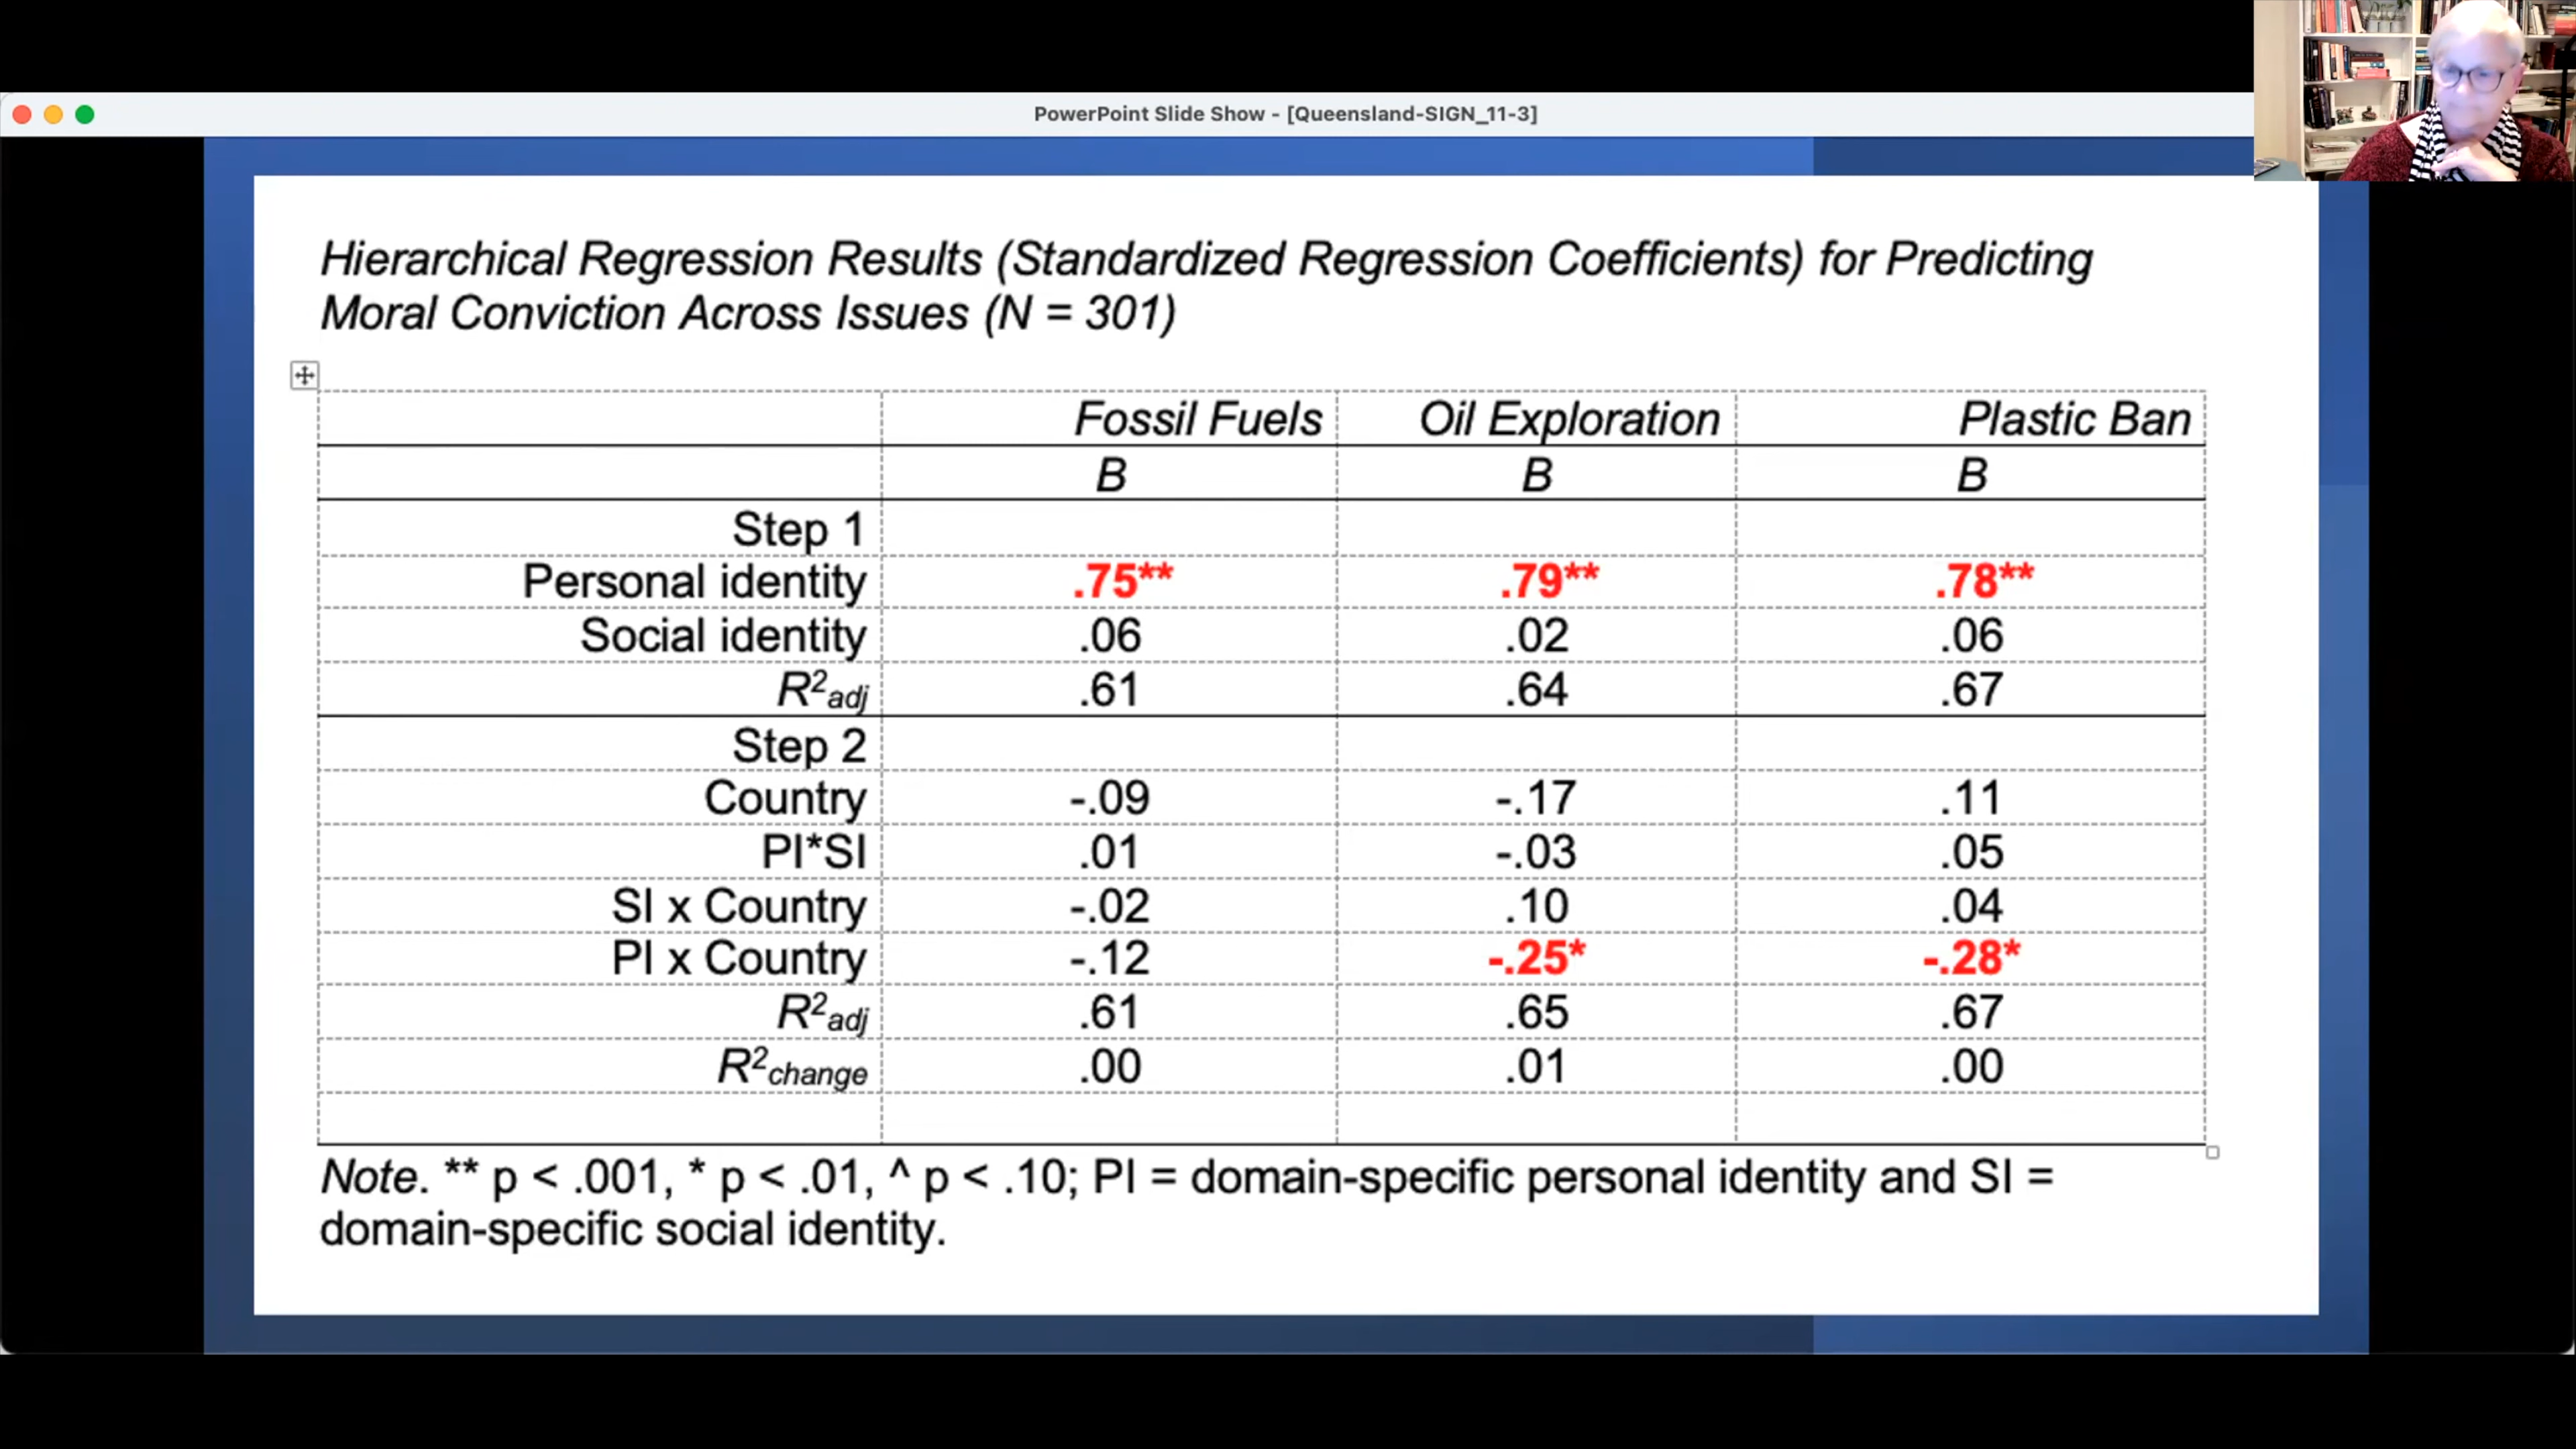 PowerPoint Slide Show - [Queensland-SIGN_11-3]
Hierarchical Regression Results (Standardized Regression Coefficients) for Predicting
Moral Conviction Across Issues (N = 301)
Fossil Fuels Oil Exploration Plastic Ban
B B B
Step 1
Personal identity .75** .79** .78**
Social identity .06 .02 .06
R²adj .61 .64 .67
Step 2
Country -.09 -.17 .11
PI*SI .01 -.03 .05
SI x Country -.02 .10 .04
PI x Country -.12 -.25* -.28*
R²adj .61 .65 .67
R²change .00 .01 .00
Note. ** p < .001, * p < .01, ^ p < .10; PI = domain-specific personal identity and SI =
domain-specific social identity.